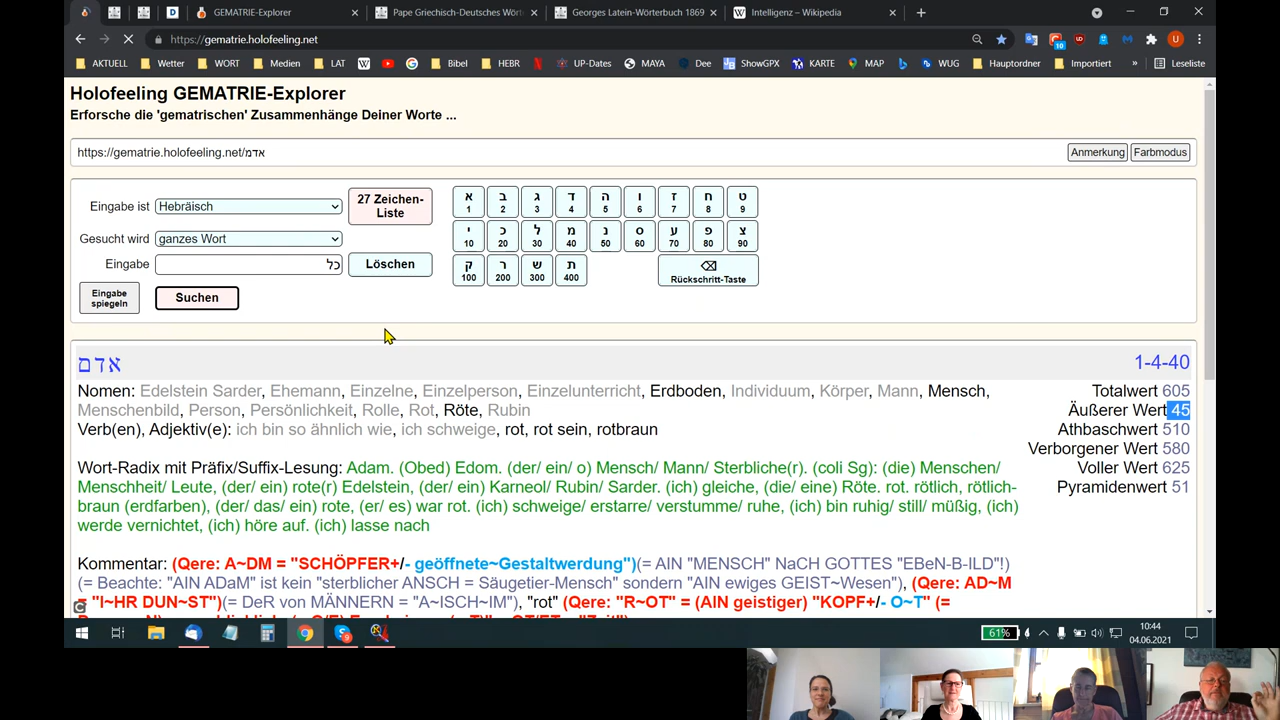 GEMATRIE-Explorer
Pape Griechisch-Deutsches Wört
Georges Latein-Wörterbuch 1869
Intelligenz – Wikipedia
https://gematrie.holofeeling.net
AKTUELL Wetter WORT Medien LAT Bibel HEBR UP-Dates MAYA Dee ShowGPX KARTE MAP WUG Hauptordner Importiert » Leseliste
Holofeeling GEMATRIE-Explorer
Erforsche die 'gematrischen' Zusammenhänge Deiner Worte ...
https://gematrie.holofeeling.net/אדמ
Anmerkung Farbmodus
Eingabe ist Hebräisch
27 Zeichen-Liste
Gesucht wird ganzes Wort
Eingabe כל Löschen
Eingabe spiegeln Suchen
א ב ג ד ה ו ז ח ט
1 2 3 4 5 6 7 8 9
י כ ל מ נ ס ע פ צ
10 20 30 40 50 60 70 80 90
ק ר ש ת ⌫
100 200 300 400 Rückschritt-Taste
אדמ 1-4-40
Nomen: Edelstein Sarder, Ehemann, Einzelne, Einzelperson, Einzelunterricht, Erdboden, Individuum, Körper, Mann, Mensch,
Menschenbild, Person, Persönlichkeit, Rolle, Rot, Röte, Rubin
Verb(en), Adjektiv(e): ich bin so ähnlich wie, ich schweige, rot, rot sein, rotbraun
Totalwert 605
Äußerer Wert 45
Athbaschwert 510
Verborgener Wert 580
Voller Wert 625
Pyramidenwert 51
Wort-Radix mit Präfix/Suffix-Lesung: Adam. (Obed) Edom. (der/ ein/ o) Mensch/ Mann/ Sterbliche(r). (coli Sg): (die) Menschen/
Menschheit/ Leute, (der/ ein) rote(r) Edelstein, (der/ ein) Karneol/ Rubin/ Sarder. (ich) gleiche, (die/ eine) Röte. rot. rötlich, rötlich-
braun (erdfarben), (der/ das/ ein) rote, (er/ es) war rot. (ich) schweige/ erstarre/ verstumme/ ruhe, (ich) bin ruhig/ still/ müßig, (ich)
werde vernichtet, (ich) höre auf. (ich) lasse nach
Kommentar: (Qere: A~DM = "SCHÖPFER+/- geöffnete~Gestaltwerdung")(= AIN "MENSCH" NaCH GOTTES "EBeN-B-ILD"!)
(= Beachte: "AIN ADaM" ist kein "sterblicher ANSCH = Säugetier-Mensch" sondern "AIN ewiges GEIST~Wesen), (Qere: AD~M
= "I~HR DUN~ST")(= DeR von MÄNNERN = "A~ISCH~IM"), "rot" (Qere: "R~OT" = (AIN geistiger) "KOPF+/- O~T" (=
61%
10:44
04.06.2021